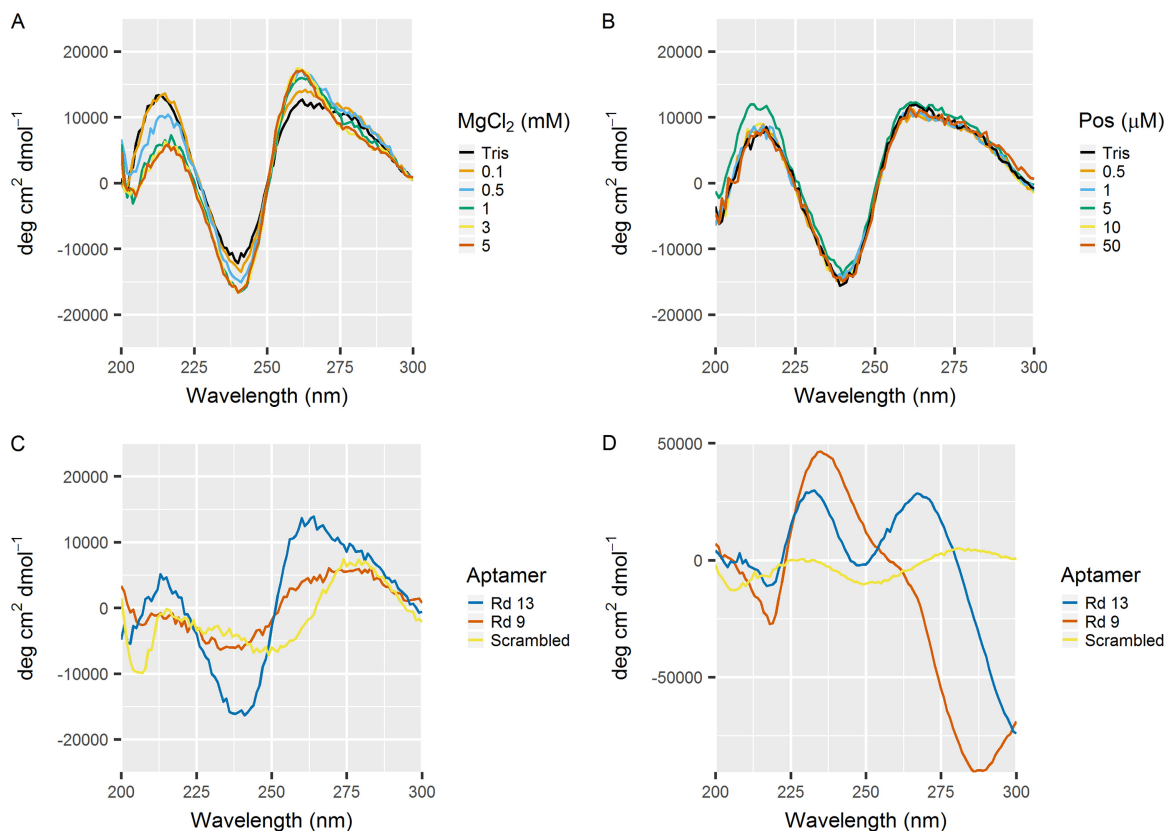 A
20000
10000
0
-10000
-20000
deg cm² dmol⁻¹
200
225
250
275
300
Wavelength (nm)
MgCl₂ (mM)
Tris
0.1
0.5
1
3
5
B
20000
10000
0
-10000
-20000
deg cm² dmol⁻¹
200
225
250
275
300
Wavelength (nm)
Pos (μM)
Tris
0.5
1
5
10
50
C
20000
10000
0
-10000
-20000
deg cm² dmol⁻¹
200
225
250
275
300
Wavelength (nm)
Aptamer
Rd 13
Rd 9
Scrambled
D
50000
0
-50000
deg cm² dmol⁻¹
200
225
250
275
300
Wavelength (nm)
Aptamer
Rd 13
Rd 9
Scrambled